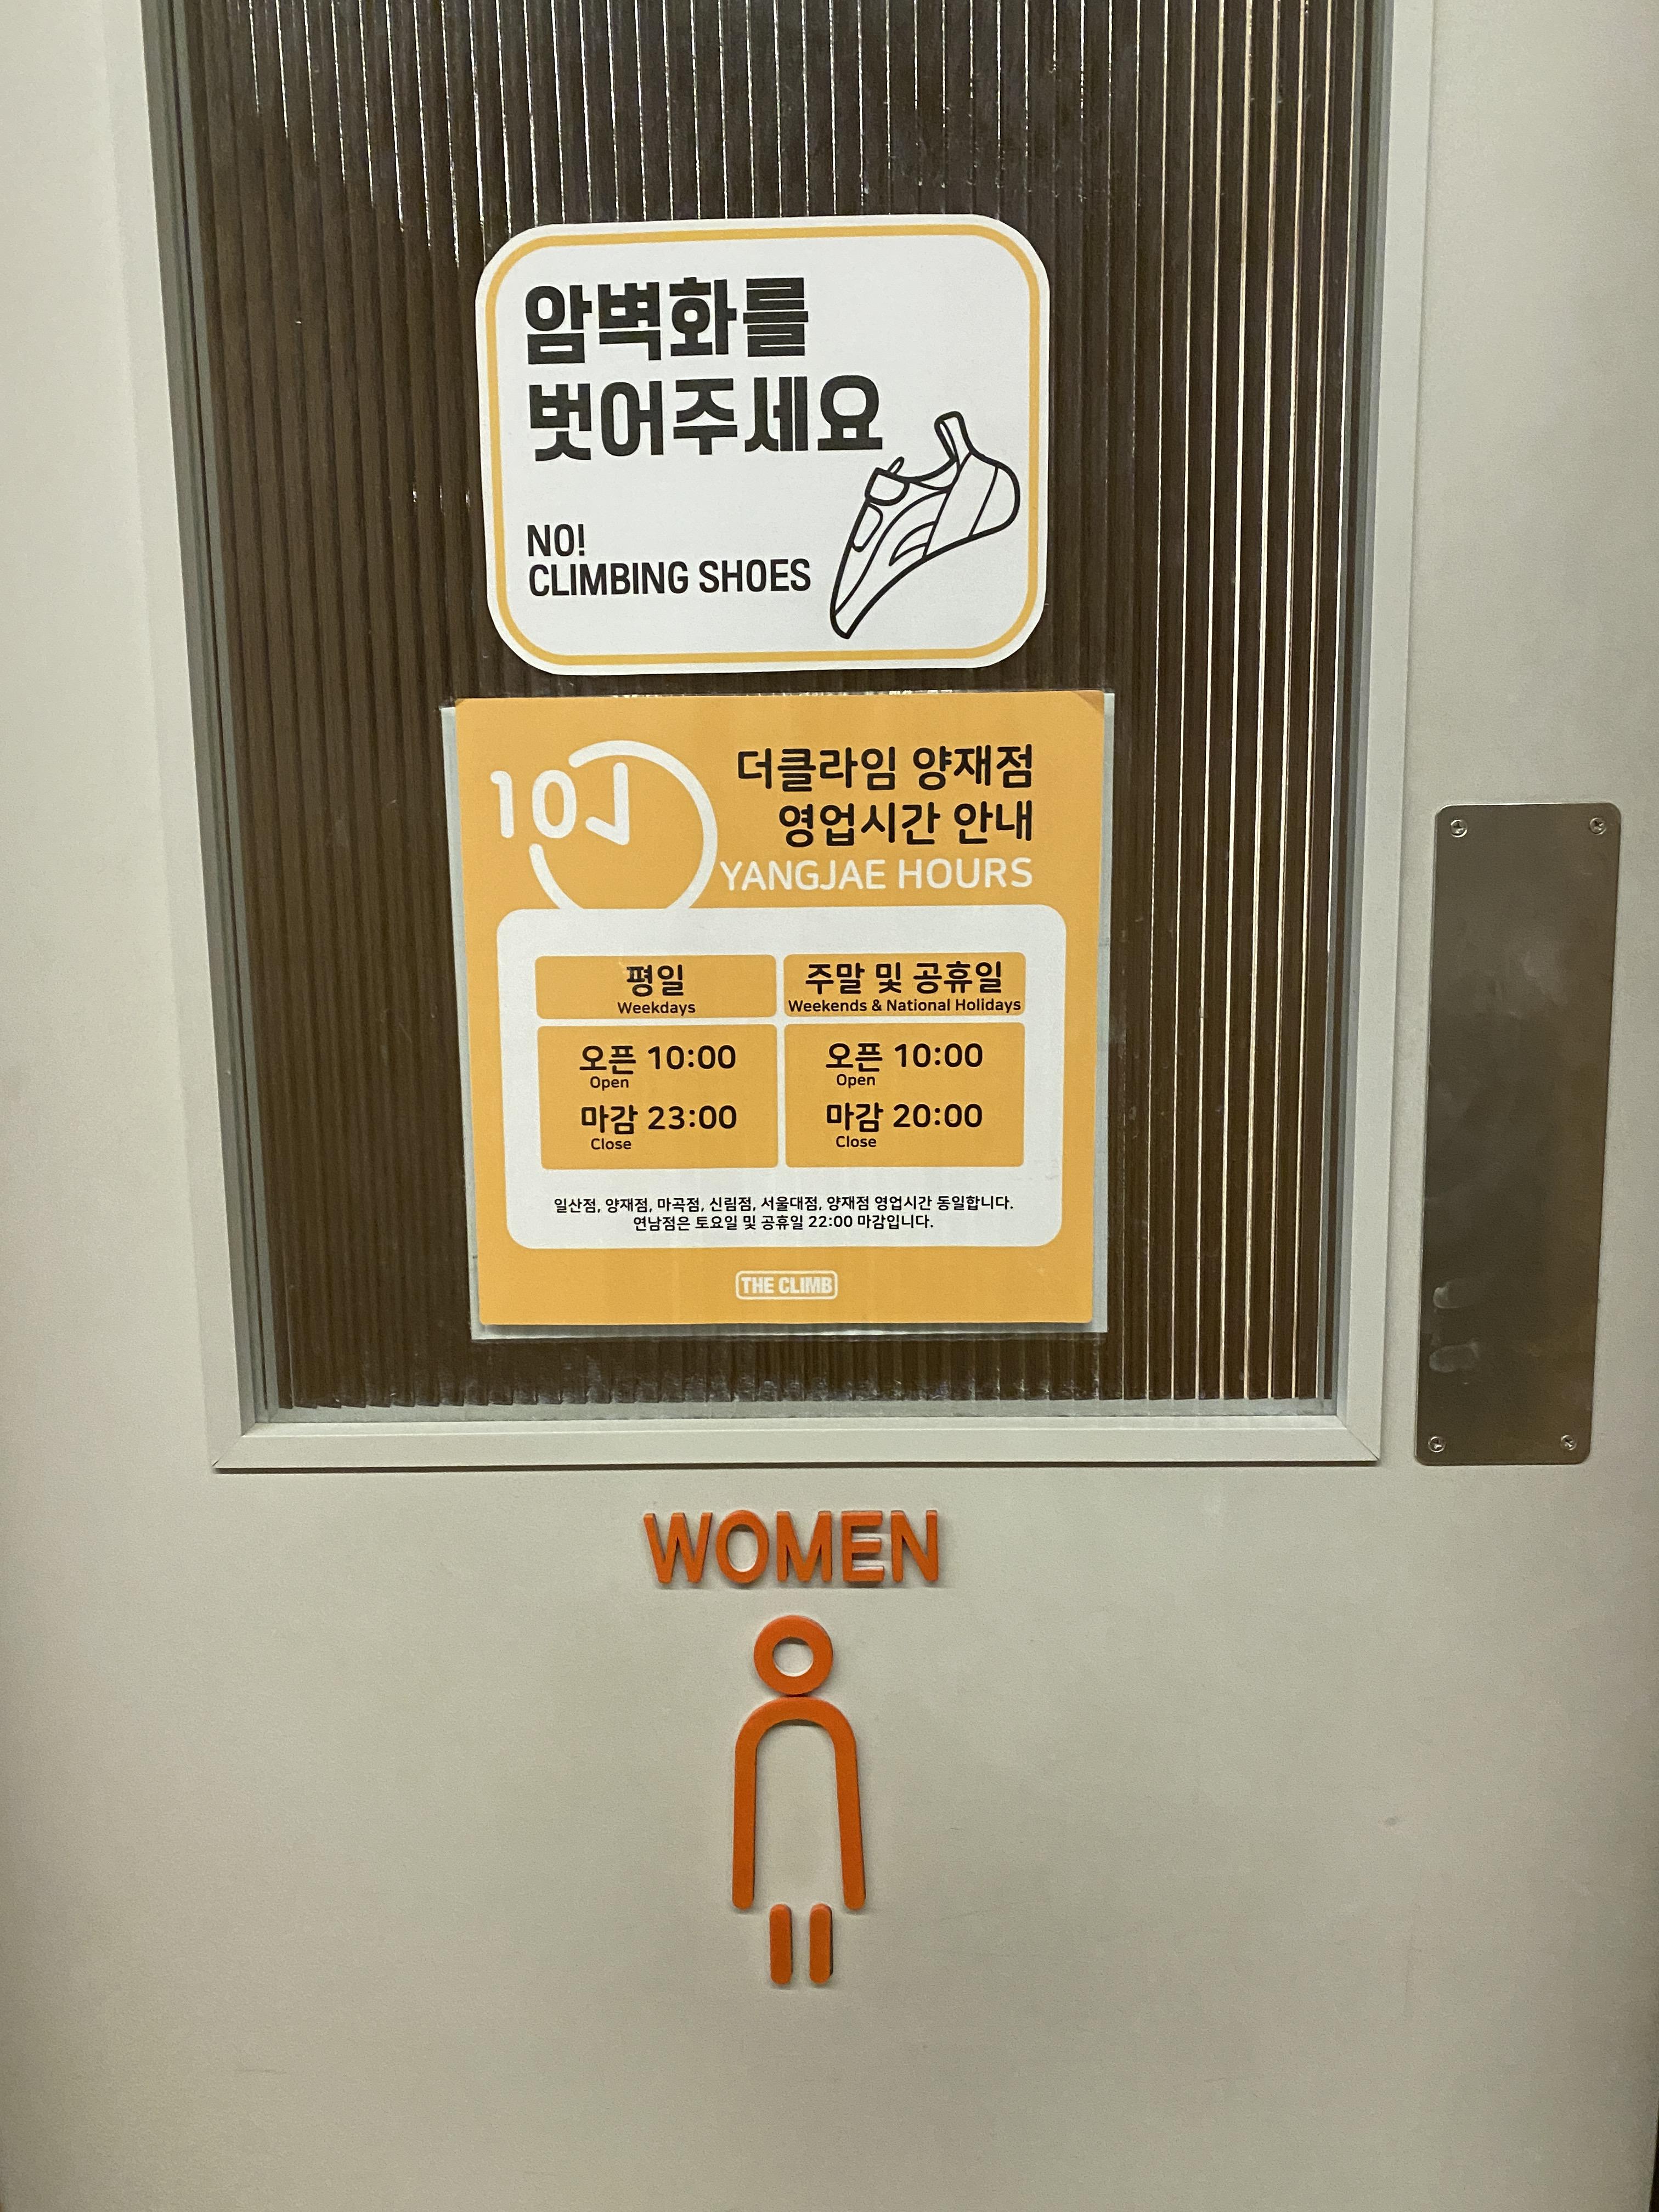 암벽화를
벗어주세요
NO!
CLIMBING SHOES
10
더클라임 양재점
영업시간 안내
YANGJAE HOURS
평일
Weekdays
오픈 10:00
Open
마감 23:00
Close
주말 및 공휴일
Weekends & National Holidays
오픈 10:00
Open
마감 20:00
Close
일산점, 양재점, 마곡점, 신림점, 서울대점, 양재점 영업시간 동일합니다.
연남점은 토요일 및 공휴일 22:00 마감입니다.
THE CLIMB
WOMEN